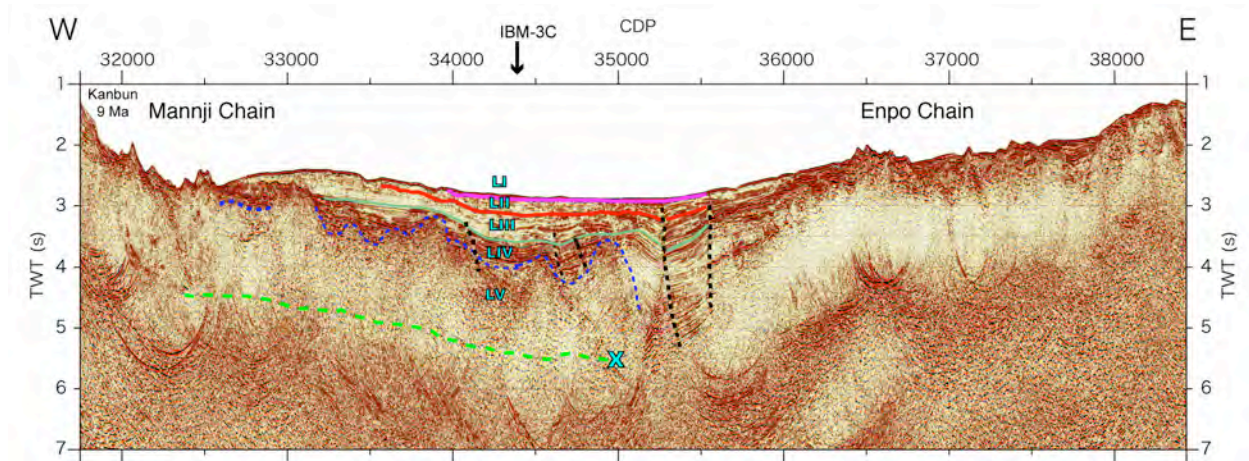 W
IBM-3C
CDP
E
32000 33000 34000 35000 36000 37000 38000
Kanbun
9 Ma
Mannji Chain
Enpo Chain
1 1
2 2
LI
LII
3 3
LIII
LIV
TWT (s) 4 4 TWT (s)
LV
5 5
X
6 6
7 7